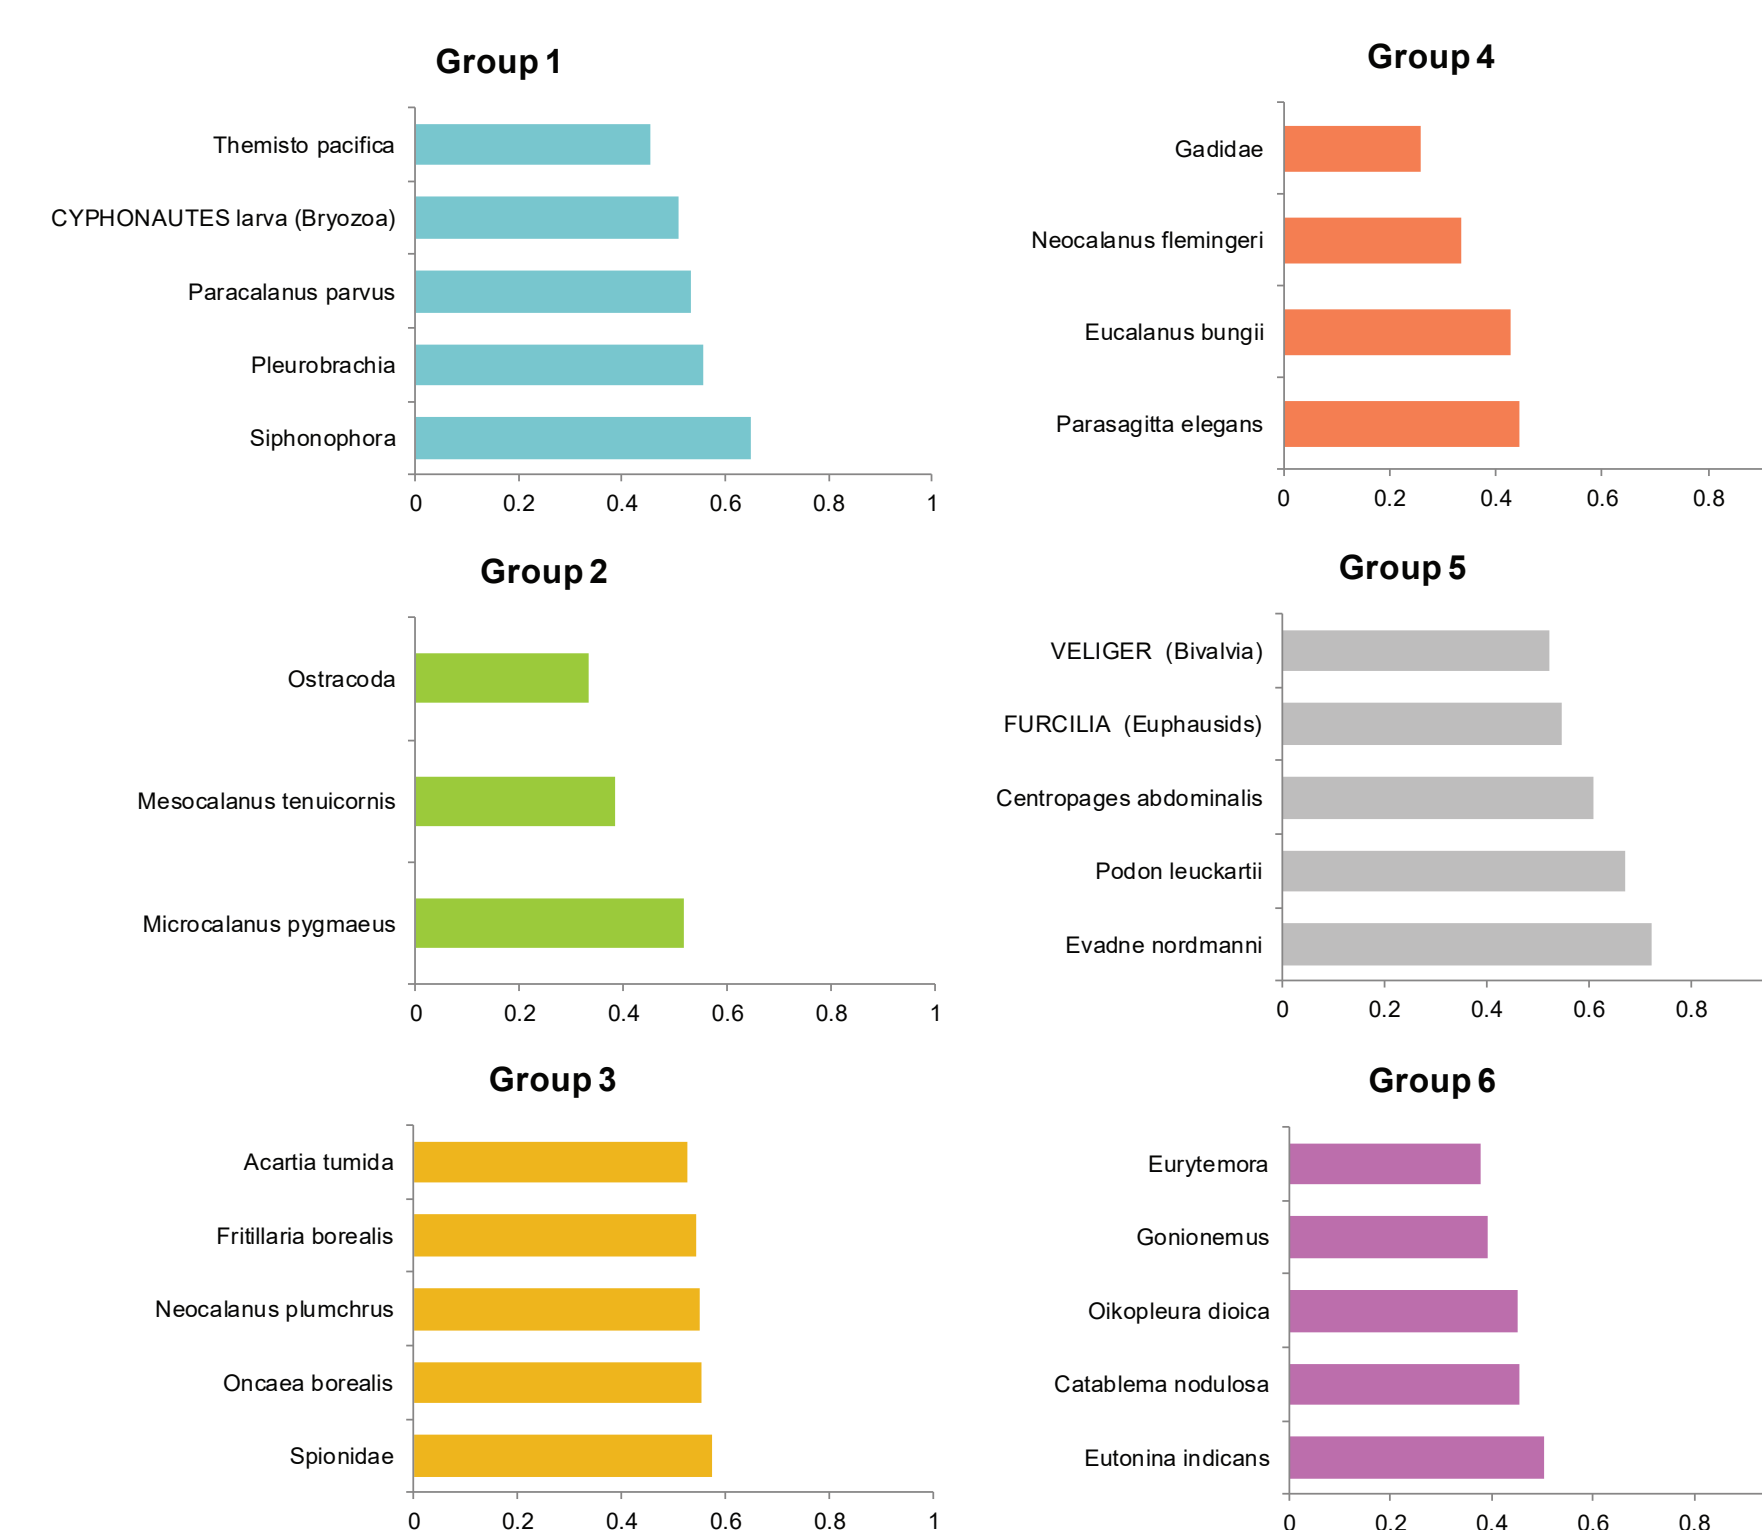 Group 1
Themisto pacifica
CYPHONAUTES larva (Bryozoa)
Paracalanus parvus
Pleurobrachia
Siphonophora
0 0.2 0.4 0.6 0.8 1
Group 4
Gadidae
Neocalanus flemingeri
Eucalanus bungii
Parasagitta elegans
0 0.2 0.4 0.6 0.8
Group 2
Ostracoda
Mesocalanus tenuicornis
Microcalanus pygmaeus
0 0.2 0.4 0.6 0.8 1
Group 5
VELIGER (Bivalvia)
FURCILIA (Euphausids)
Centropages abdominalis
Podon leuckartii
Evadne nordmanni
0 0.2 0.4 0.6 0.8
Group 3
Acartia tumida
Fritillaria borealis
Neocalanus plumchrus
Oncaea borealis
Spionidae
0 0.2 0.4 0.6 0.8 1
Group 6
Eurytemora
Gonionemus
Oikopleura dioica
Catablema nodulosa
Eutonina indicans
0 0.2 0.4 0.6 0.8